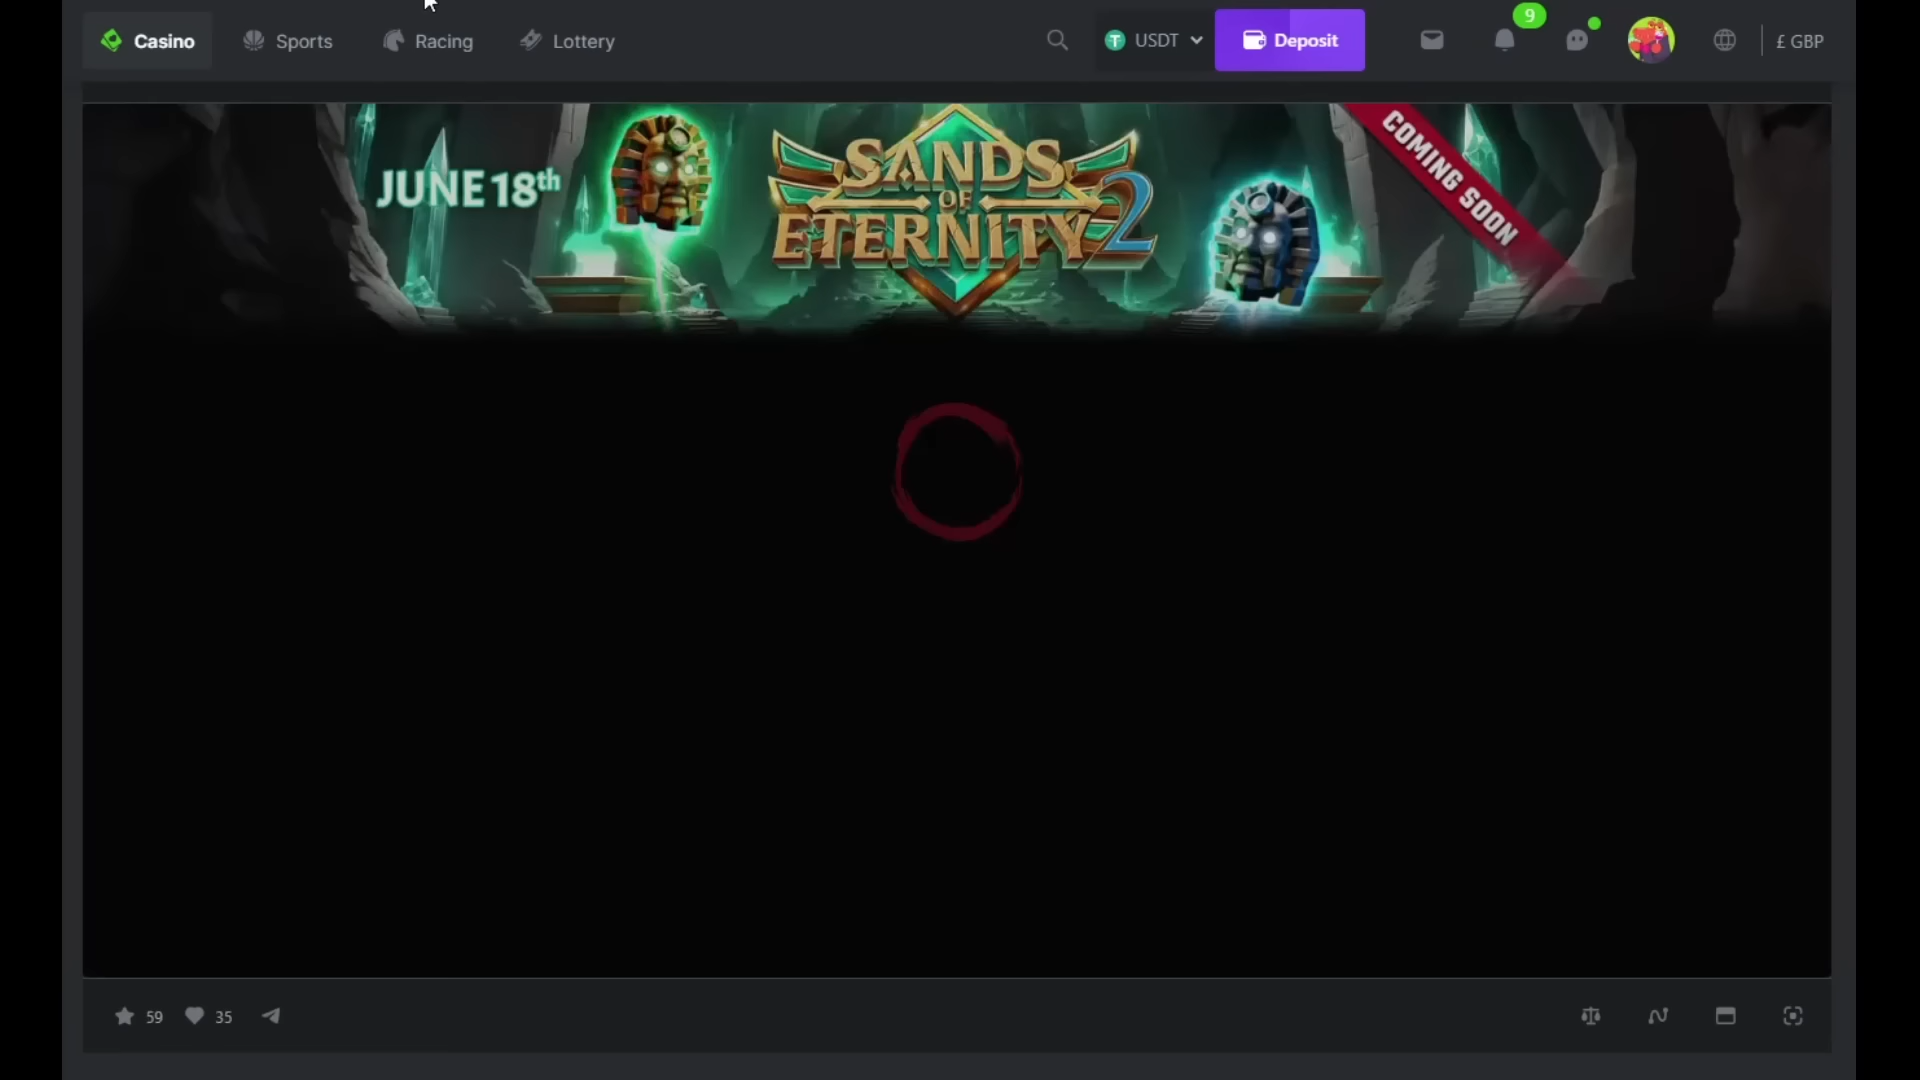 Casino
Sports
Racing
Lottery
USDT
Deposit
9
£ GBP
JUNE 18th
SANDS
OF
ETERNITY 2
COMING SOON
59
35